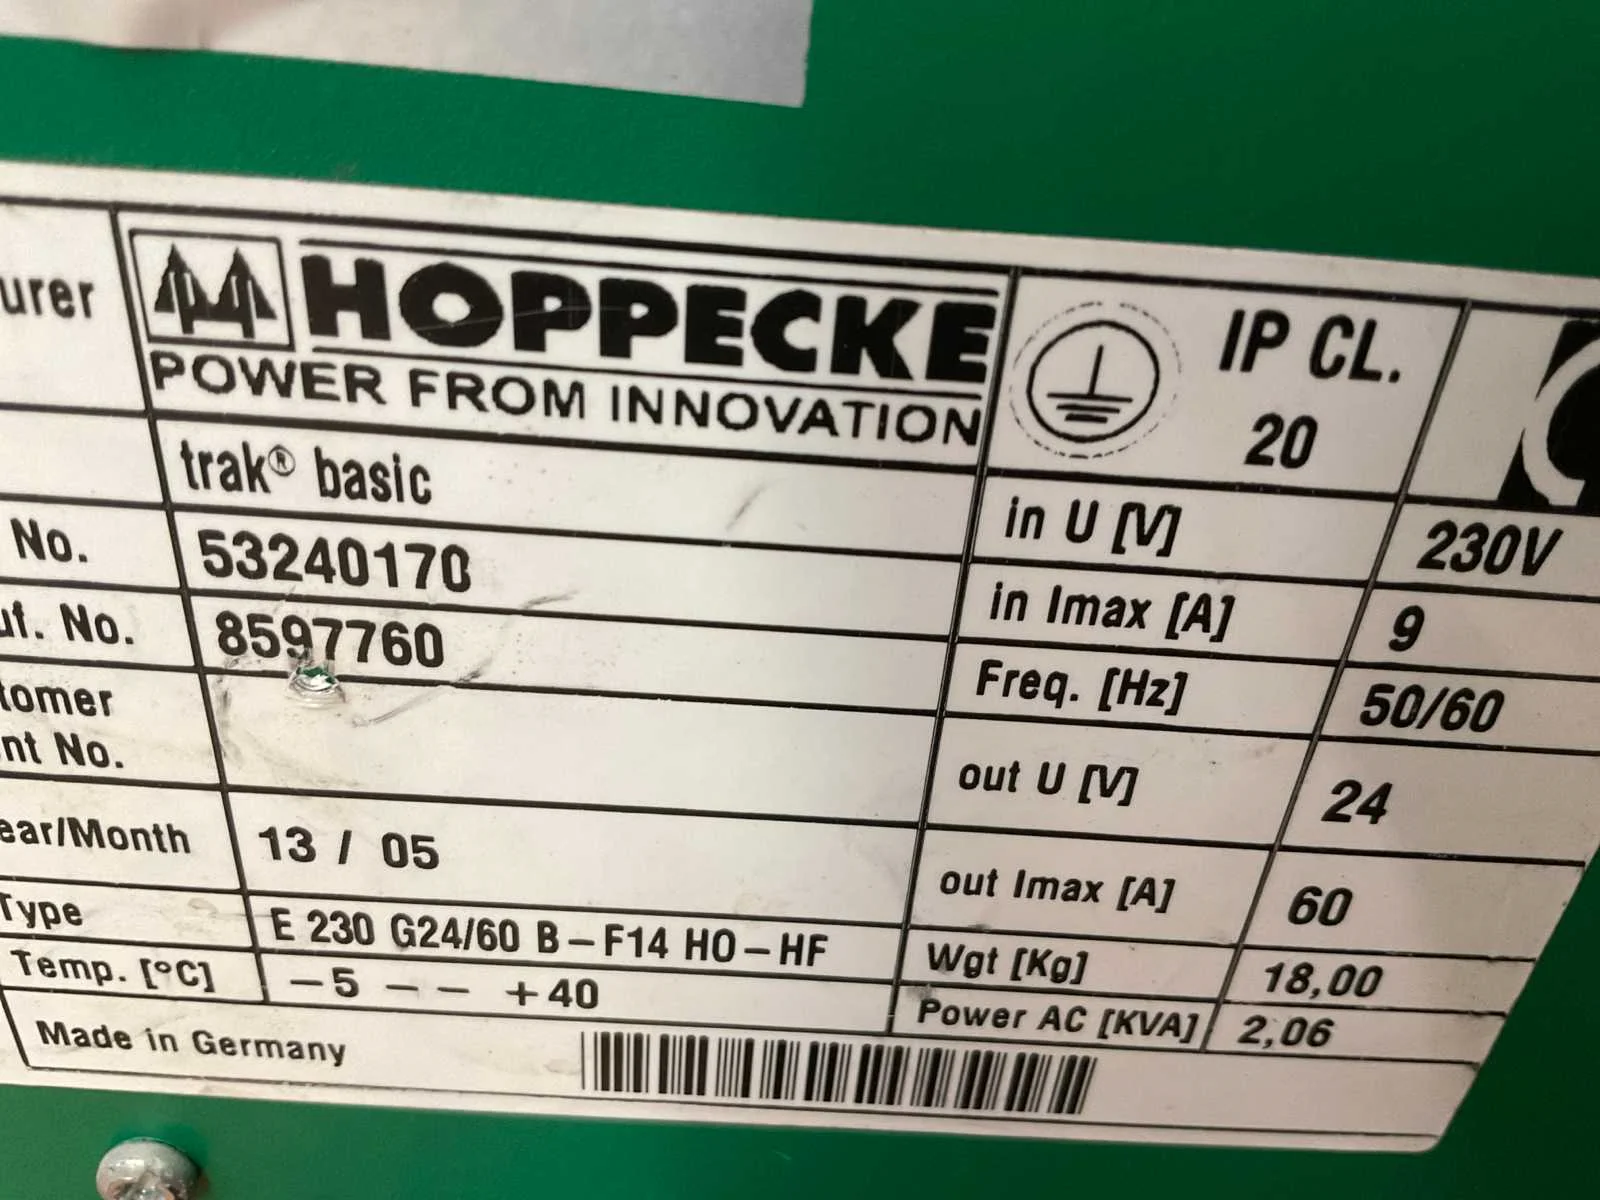 urer
HOPPECKE
POWER FROM INNOVATION
IP CL.
20
trak® basic
in U [V] 230V
No. 53240170
in Imax [A] 9
uf. No. 8597760
Freq. [Hz] 50/60
tomer
nt No.
out U [V] 24
ear/Month 13 / 05
out Imax [A] 60
Type E 230 G24/60 B – F14 HO – HF
Wgt [Kg] 18,00
Temp. [°C] – 5 – – + 40
Power AC [KVA] 2,06
Made in Germany